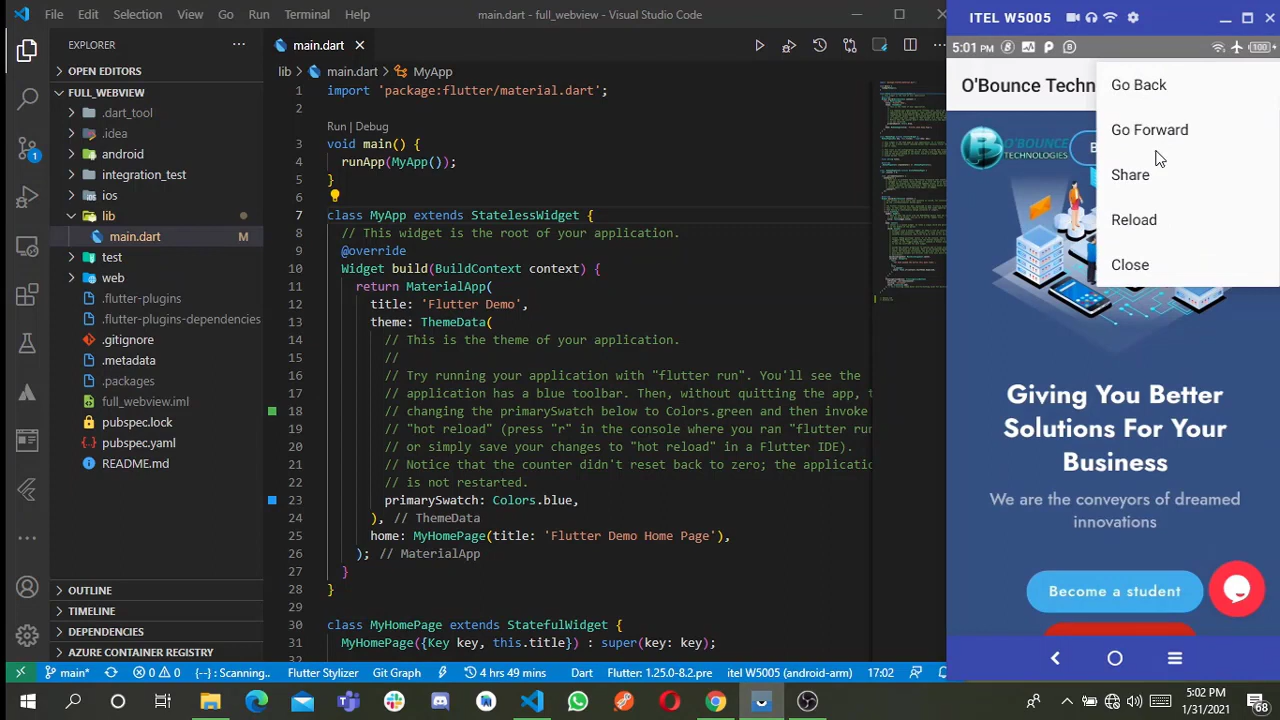 File Edit Selection View Go Run Terminal Help
main.dart - full_webview - Visual Studio Code
EXPLORER
OPEN EDITORS
FULL_WEBVIEW
.idea
android
integration_test
ios
lib
main.dart M
test
web
.flutter-plugins
.flutter-plugins-dependencies
.gitignore
.metadata
.packages
full_webview.iml
pubspec.lock
pubspec.yaml
README.md
OUTLINE
TIMELINE
DEPENDENCIES
AZURE CONTAINER REGISTRY
main.dart
lib > main.dart > MyApp
1 import 'package:flutter/material.dart';
2
Run | Debug
3 void main() {
4 runApp(MyApp());
5 }
6
7 class MyApp extends StatelessWidget {
8 // This widget is the root of your application.
9 @override
10 Widget build(BuildContext context) {
11 return MaterialApp(
12 title: 'Flutter Demo',
13 theme: ThemeData(
14 // This is the theme of your application.
15 //
16 // Try running your application with "flutter run". You'll see the
17 // application has a blue toolbar. Then, without quitting the app, t
18 // changing the primarySwatch below to Colors.green and then invoke
19 // "hot reload" (press "r" in the console where you ran "flutter run
20 // or simply save your changes to "hot reload" in a Flutter IDE).
21 // Notice that the counter didn't reset back to zero; the applicatio
22 // is not restarted.
23 primarySwatch: Colors.blue,
24 ), // ThemeData
25 home: MyHomePage(title: 'Flutter Demo Home Page'),
26 ); // MaterialApp
27 }
28 }
29
30 class MyHomePage extends StatefulWidget {
31 MyHomePage({Key key, this.title}) : super(key: key);
main* 0 0 {··} : Scanning.. Flutter Stylizer Git Graph 4 hrs 49 mins Dart Flutter: 1.25.0-8.2.pre itel W5005 (android-arm) 17:02
ITEL W5005
5:01 PM 100
O'Bounce Techn
Go Back
Go Forward
Share
Reload
Close
O'BOUNCE
TECHNOLOGIES
Giving You Better
Solutions For Your
Business
We are the conveyors of dreamed
innovations
Become a student
5:02 PM
1/31/2021
68